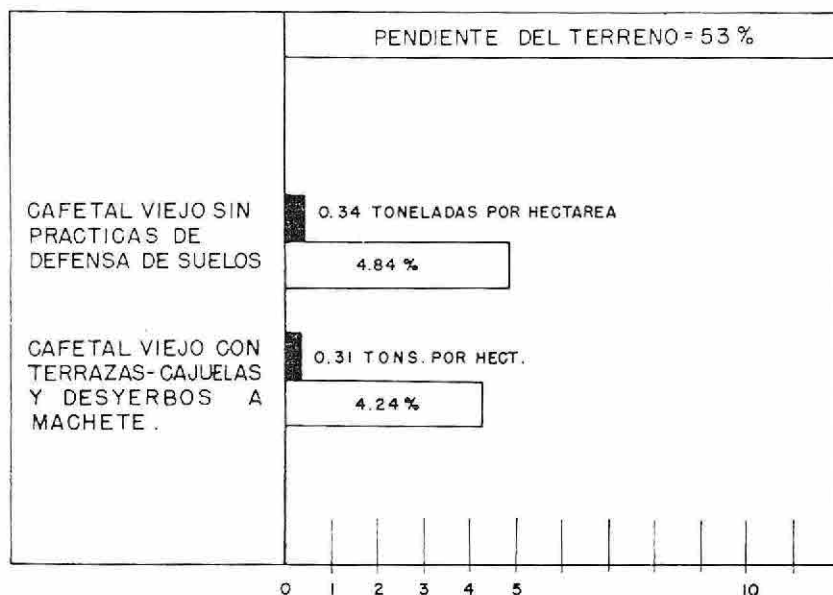 PENDIENTE DEL TERRENO = 53 %
CAFETAL VIEJO SIN
PRACTICAS DE
DEFENSA DE SUELOS
0.34 TONELADAS POR HECTAREA
4.84 %
CAFETAL VIEJO CON
TERRAZAS-CAJUELAS
Y DESYERBOS A
MACHETE.
0.31 TONS. POR HECT.
4.24 %
0 1 2 3 4 5 10